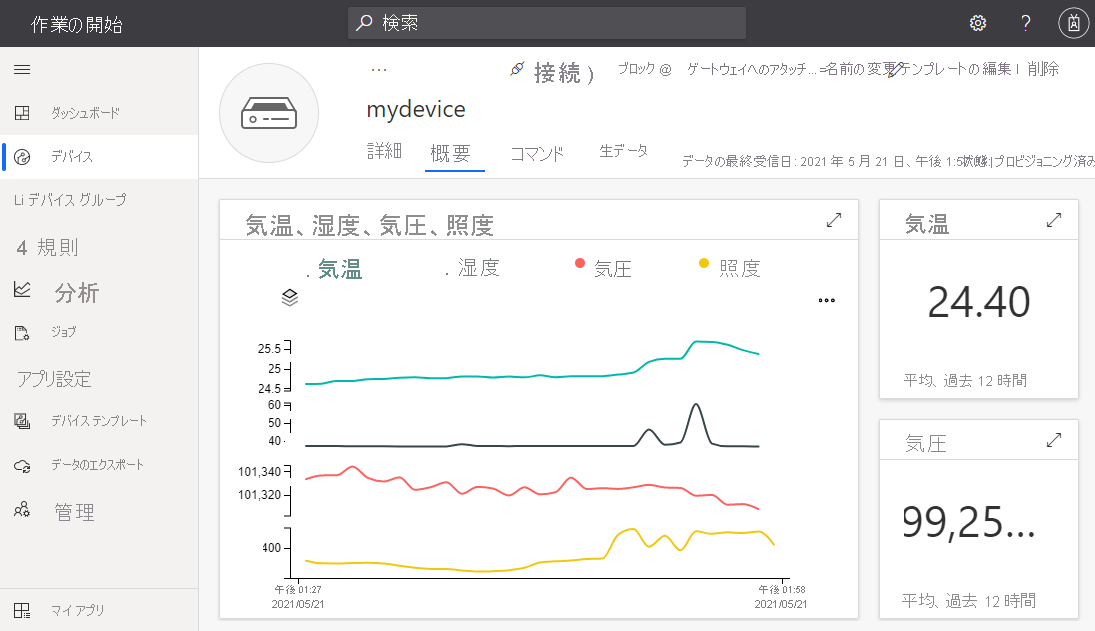 作業の開始
検索
?
ダッシュボード
デバイス
Li デバイス グループ
4 規則
分析
ジョブ
アプリ設定
デバイス テンプレート
データのエクスポート
管理
マイ アプリ
...
接続 )
ブロック @
ゲートウェイへのアタッチ...
=名前の変更
テンプレートの編集 |
削除
mydevice
詳細
概要
コマンド
生データ
データの最終受信日: 2021 年 5 月 21 日、午後 1:5
プロビジョニング済み
気温、湿度、気圧、照度
. 気温
. 湿度
気圧
照度
25.5
25
24.5
60
50
40
101,340
101,320
400
午後 01:27
2021/05/21
午後 01:58
2021/05/21
気温
24.40
平均、過去 12 時間
気圧
99,25...
平均、過去 12 時間